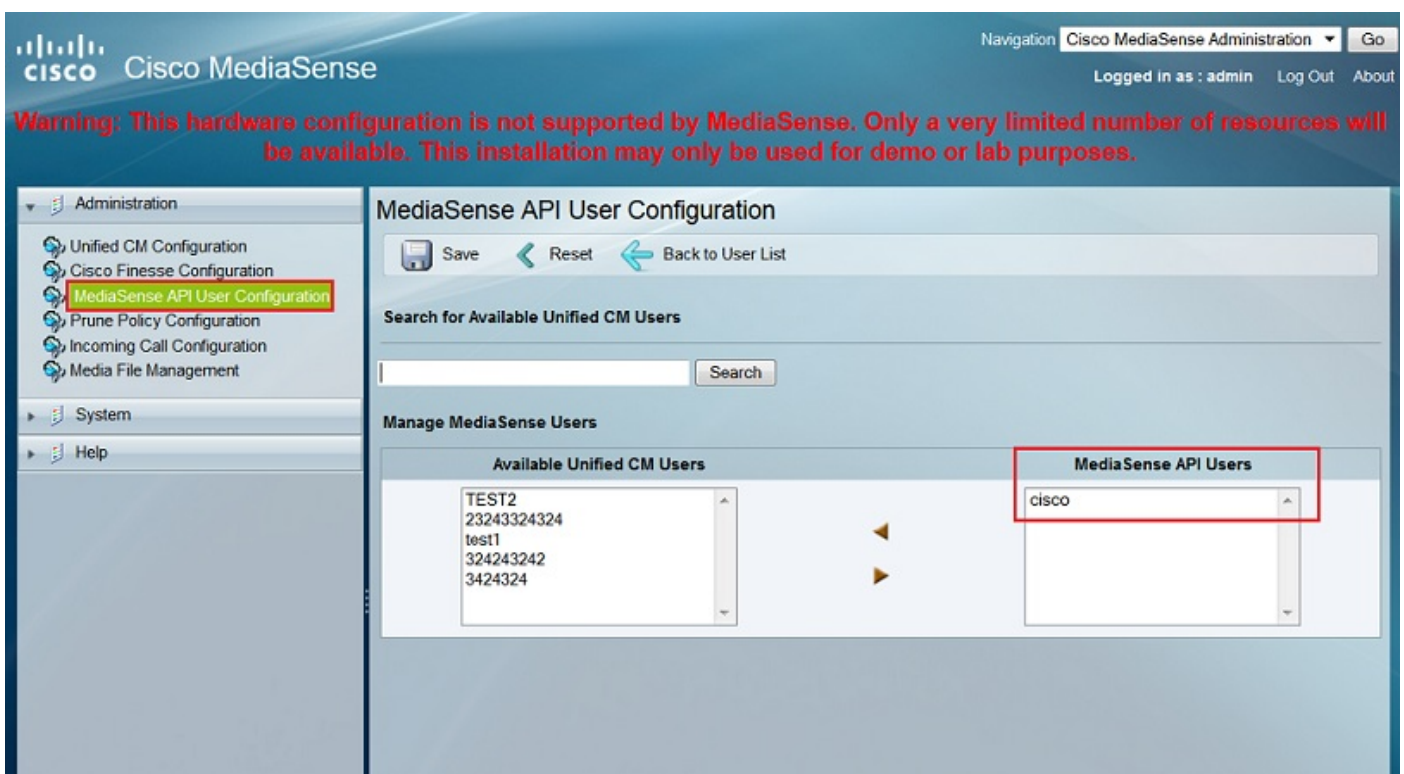 Navigation Cisco MediaSense Administration Go
CISCO Cisco MediaSense
Logged in as : admin Log Out About
Warning: This hardware configuration is not supported by MediaSense. Only a very limited number of resources will
be available. This installation may only be used for demo or lab purposes.
Administration
Unified CM Configuration
Cisco Finesse Configuration
MediaSense API User Configuration
Prune Policy Configuration
Incoming Call Configuration
Media File Management
System
Help
MediaSense API User Configuration
Save Reset Back to User List
Search for Available Unified CM Users
Search
Manage MediaSense Users
Available Unified CM Users MediaSense API Users
TEST2
23243324324
test1
324243242
3424324
cisco